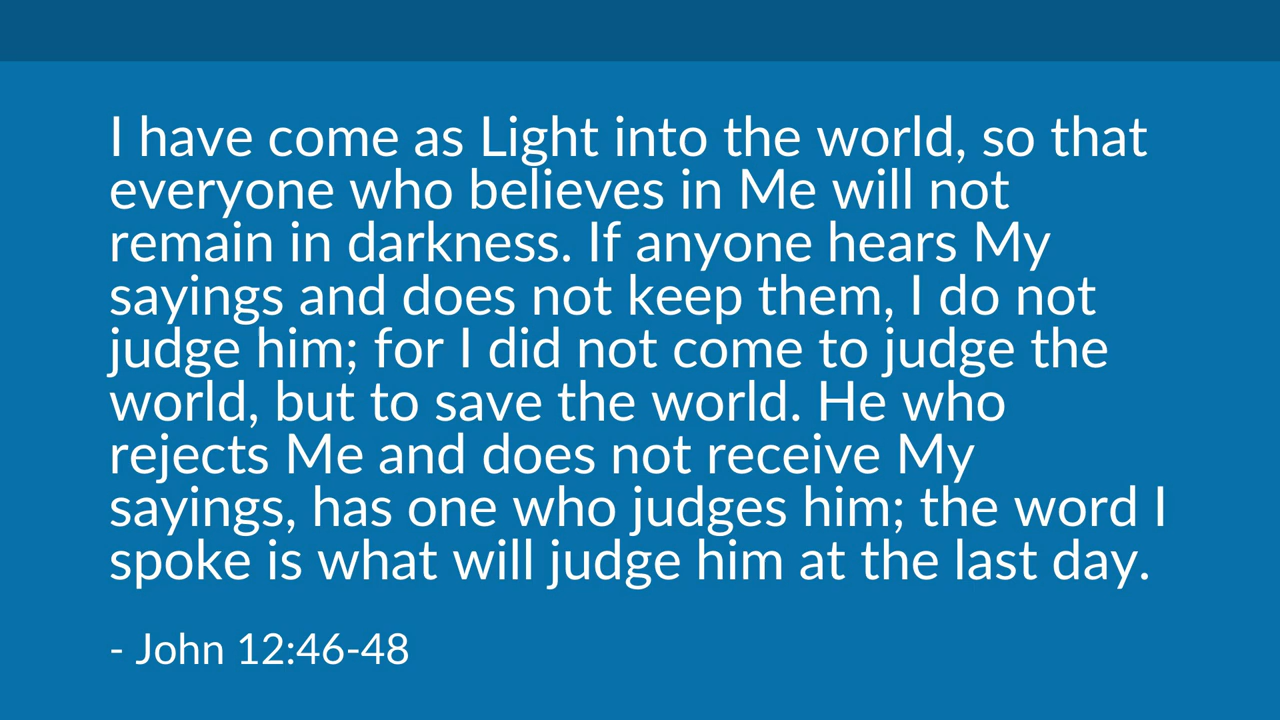 I have come as Light into the world, so that
everyone who believes in Me will not
remain in darkness. If anyone hears My
sayings and does not keep them, I do not
judge him; for I did not come to judge the
world, but to save the world. He who
rejects Me and does not receive My
sayings, has one who judges him; the word I
spoke is what will judge him at the last day.
- John 12:46-48